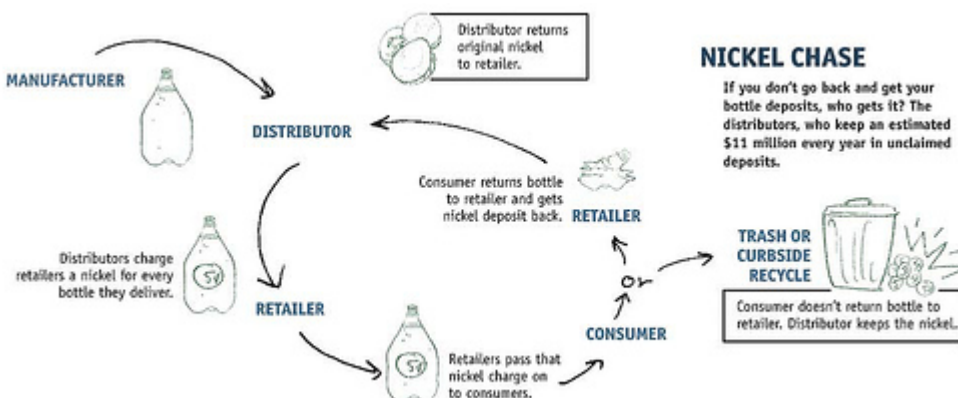 NICKEL CHASE
If you don't go back and get your
bottle deposits, who gets it? The
distributors, who keep an estimated
$11 million every year in unclaimed
deposits.
MANUFACTURER
Distributor returns
original nickel
to retailer.
DISTRIBUTOR
Distributors charge
retailers a nickel for every
bottle they deliver.
5¢
RETAILER
5¢
Retailers pass that
nickel charge on
to consumers.
CONSUMER
or
Consumer returns bottle
to retailer and gets
nickel deposit back.
RETAILER
TRASH OR
CURBSIDE
RECYCLE
Consumer doesn't return bottle to
retailer. Distributor keeps the nickel.